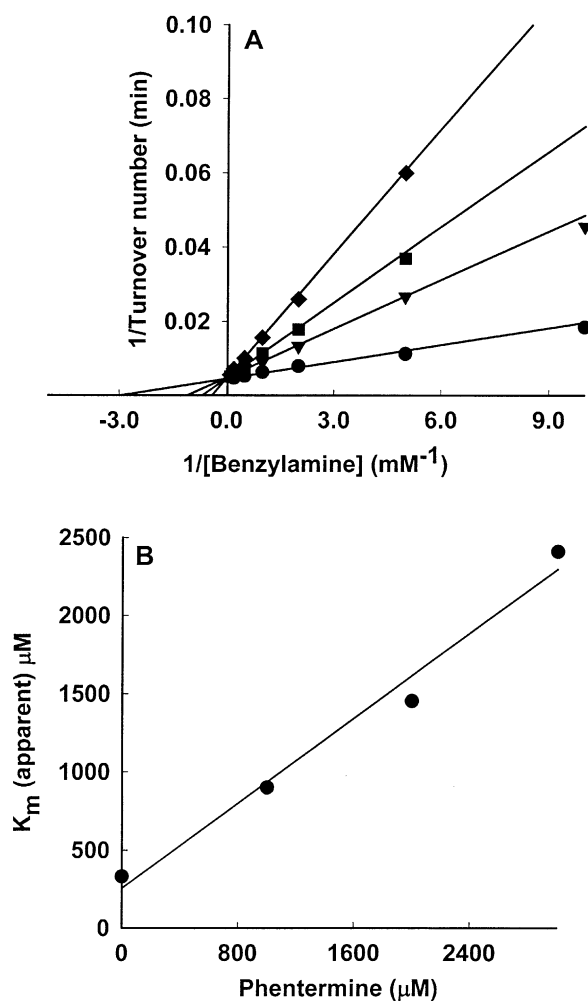 A
1/Turnover number (min)
0.10
0.08
0.06
0.04
0.02
-3.0 0.0 3.0 6.0 9.0
1/[Benzylamine] (mM-1)
B
Km (apparent) µM
2500
2000
1500
1000
500
0
0 800 1600 2400
Phentermine (µM)